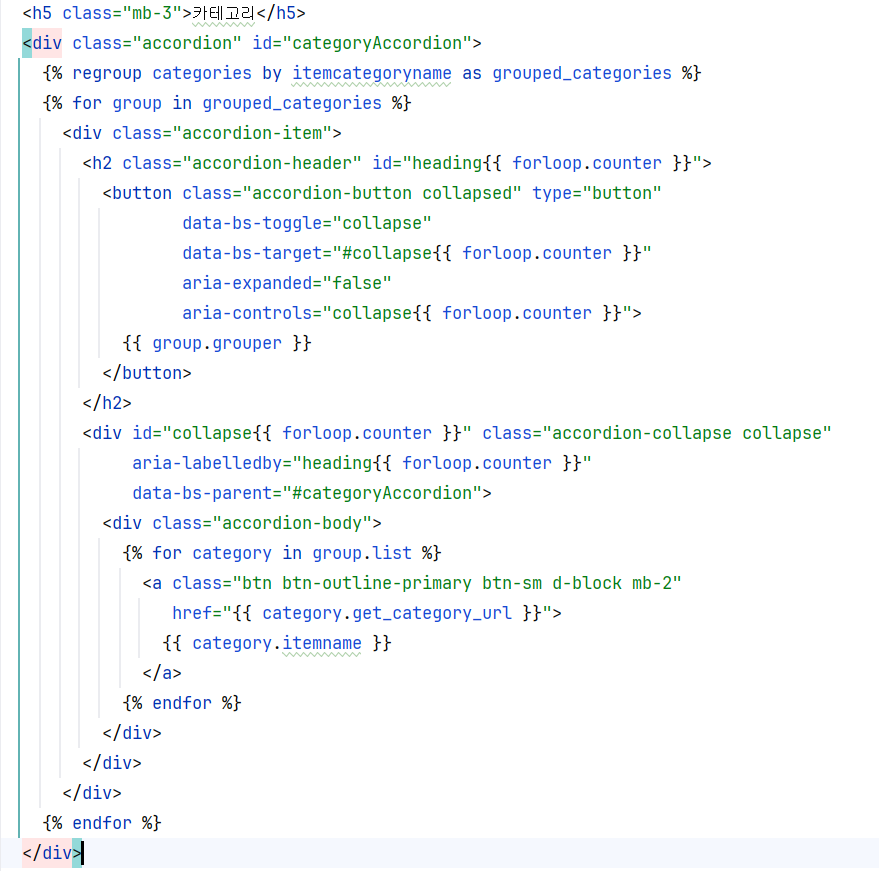 <h5 class="mb-3">카테고리</h5>
<div class="accordion" id="categoryAccordion">
  {% regroup categories by itemcategoryname as grouped_categories %}
  {% for group in grouped_categories %}
    <div class="accordion-item">
      <h2 class="accordion-header" id="heading{{ forloop.counter }}">
        <button class="accordion-button collapsed" type="button"
                data-bs-toggle="collapse"
                data-bs-target="#collapse{{ forloop.counter }}"
                aria-expanded="false"
                aria-controls="collapse{{ forloop.counter }}">
          {{ group.grouper }}
        </button>
      </h2>
      <div id="collapse{{ forloop.counter }}" class="accordion-collapse collapse"
           aria-labelledby="heading{{ forloop.counter }}"
           data-bs-parent="#categoryAccordion">
        <div class="accordion-body">
          {% for category in group.list %}
            <a class="btn btn-outline-primary btn-sm d-block mb-2"
               href="{{ category.get_category_url }}">
              {{ category.itemname }}
            </a>
          {% endfor %}
        </div>
      </div>
    </div>
  {% endfor %}
</div>